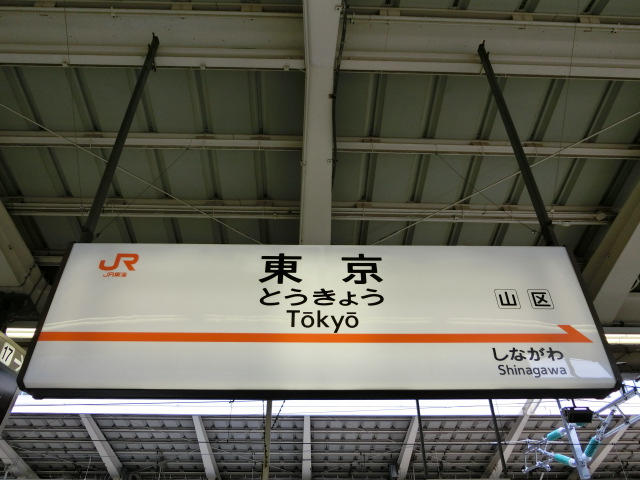 JR
JR東海
東京
とうきょう
Tōkyō
山 区
しながわ
Shinagawa
17